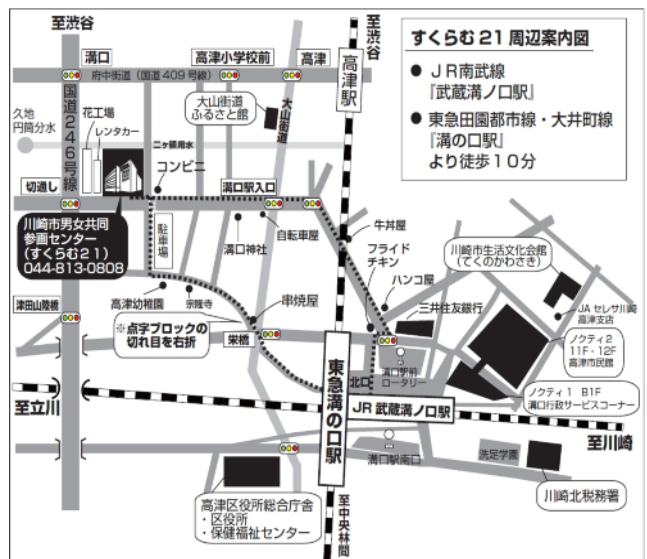 至渋谷
至渋谷
溝口
高津小学校前
高津
府中街道（国道409号線）
高津駅
すくらむ21周辺案内図
● JR南武線
『武蔵溝ノ口駅』
● 東急田園都市線・大井町線
『溝の口駅』
より徒歩10分
国道246号線
久地
円筒分水
花工場
レンタカー
大山街道
ふるさと館
大山街道
二ヶ領用水
コンビニ
切通し
溝口駅入口
川崎市男女共同
参画センター
(すくらむ21)
044-813-0808
駐車場
溝口神社
自転車屋
牛丼屋
フライド
チキン
ハンコ屋
川崎市生活文化会館
(てくのかわさき)
高津幼稚園
宗隆寺
串焼屋
三井住友銀行
JA セレサ川崎
高津支店
津田山陸橋
※点字ブロックの
切れ目を右折
栄橋
ノクティ2
11F・12F
高津市民館
溝口駅前
ロータリー
北口
ノクティ1 B1F
溝口行政サービスコーナー
至立川
東急溝の口駅
JR 武蔵溝ノ口駅
至川崎
溝口駅南口
洗足学園
川崎北税務署
高津区役所総合庁舎
・区役所
・保健福祉センター
至中央林間